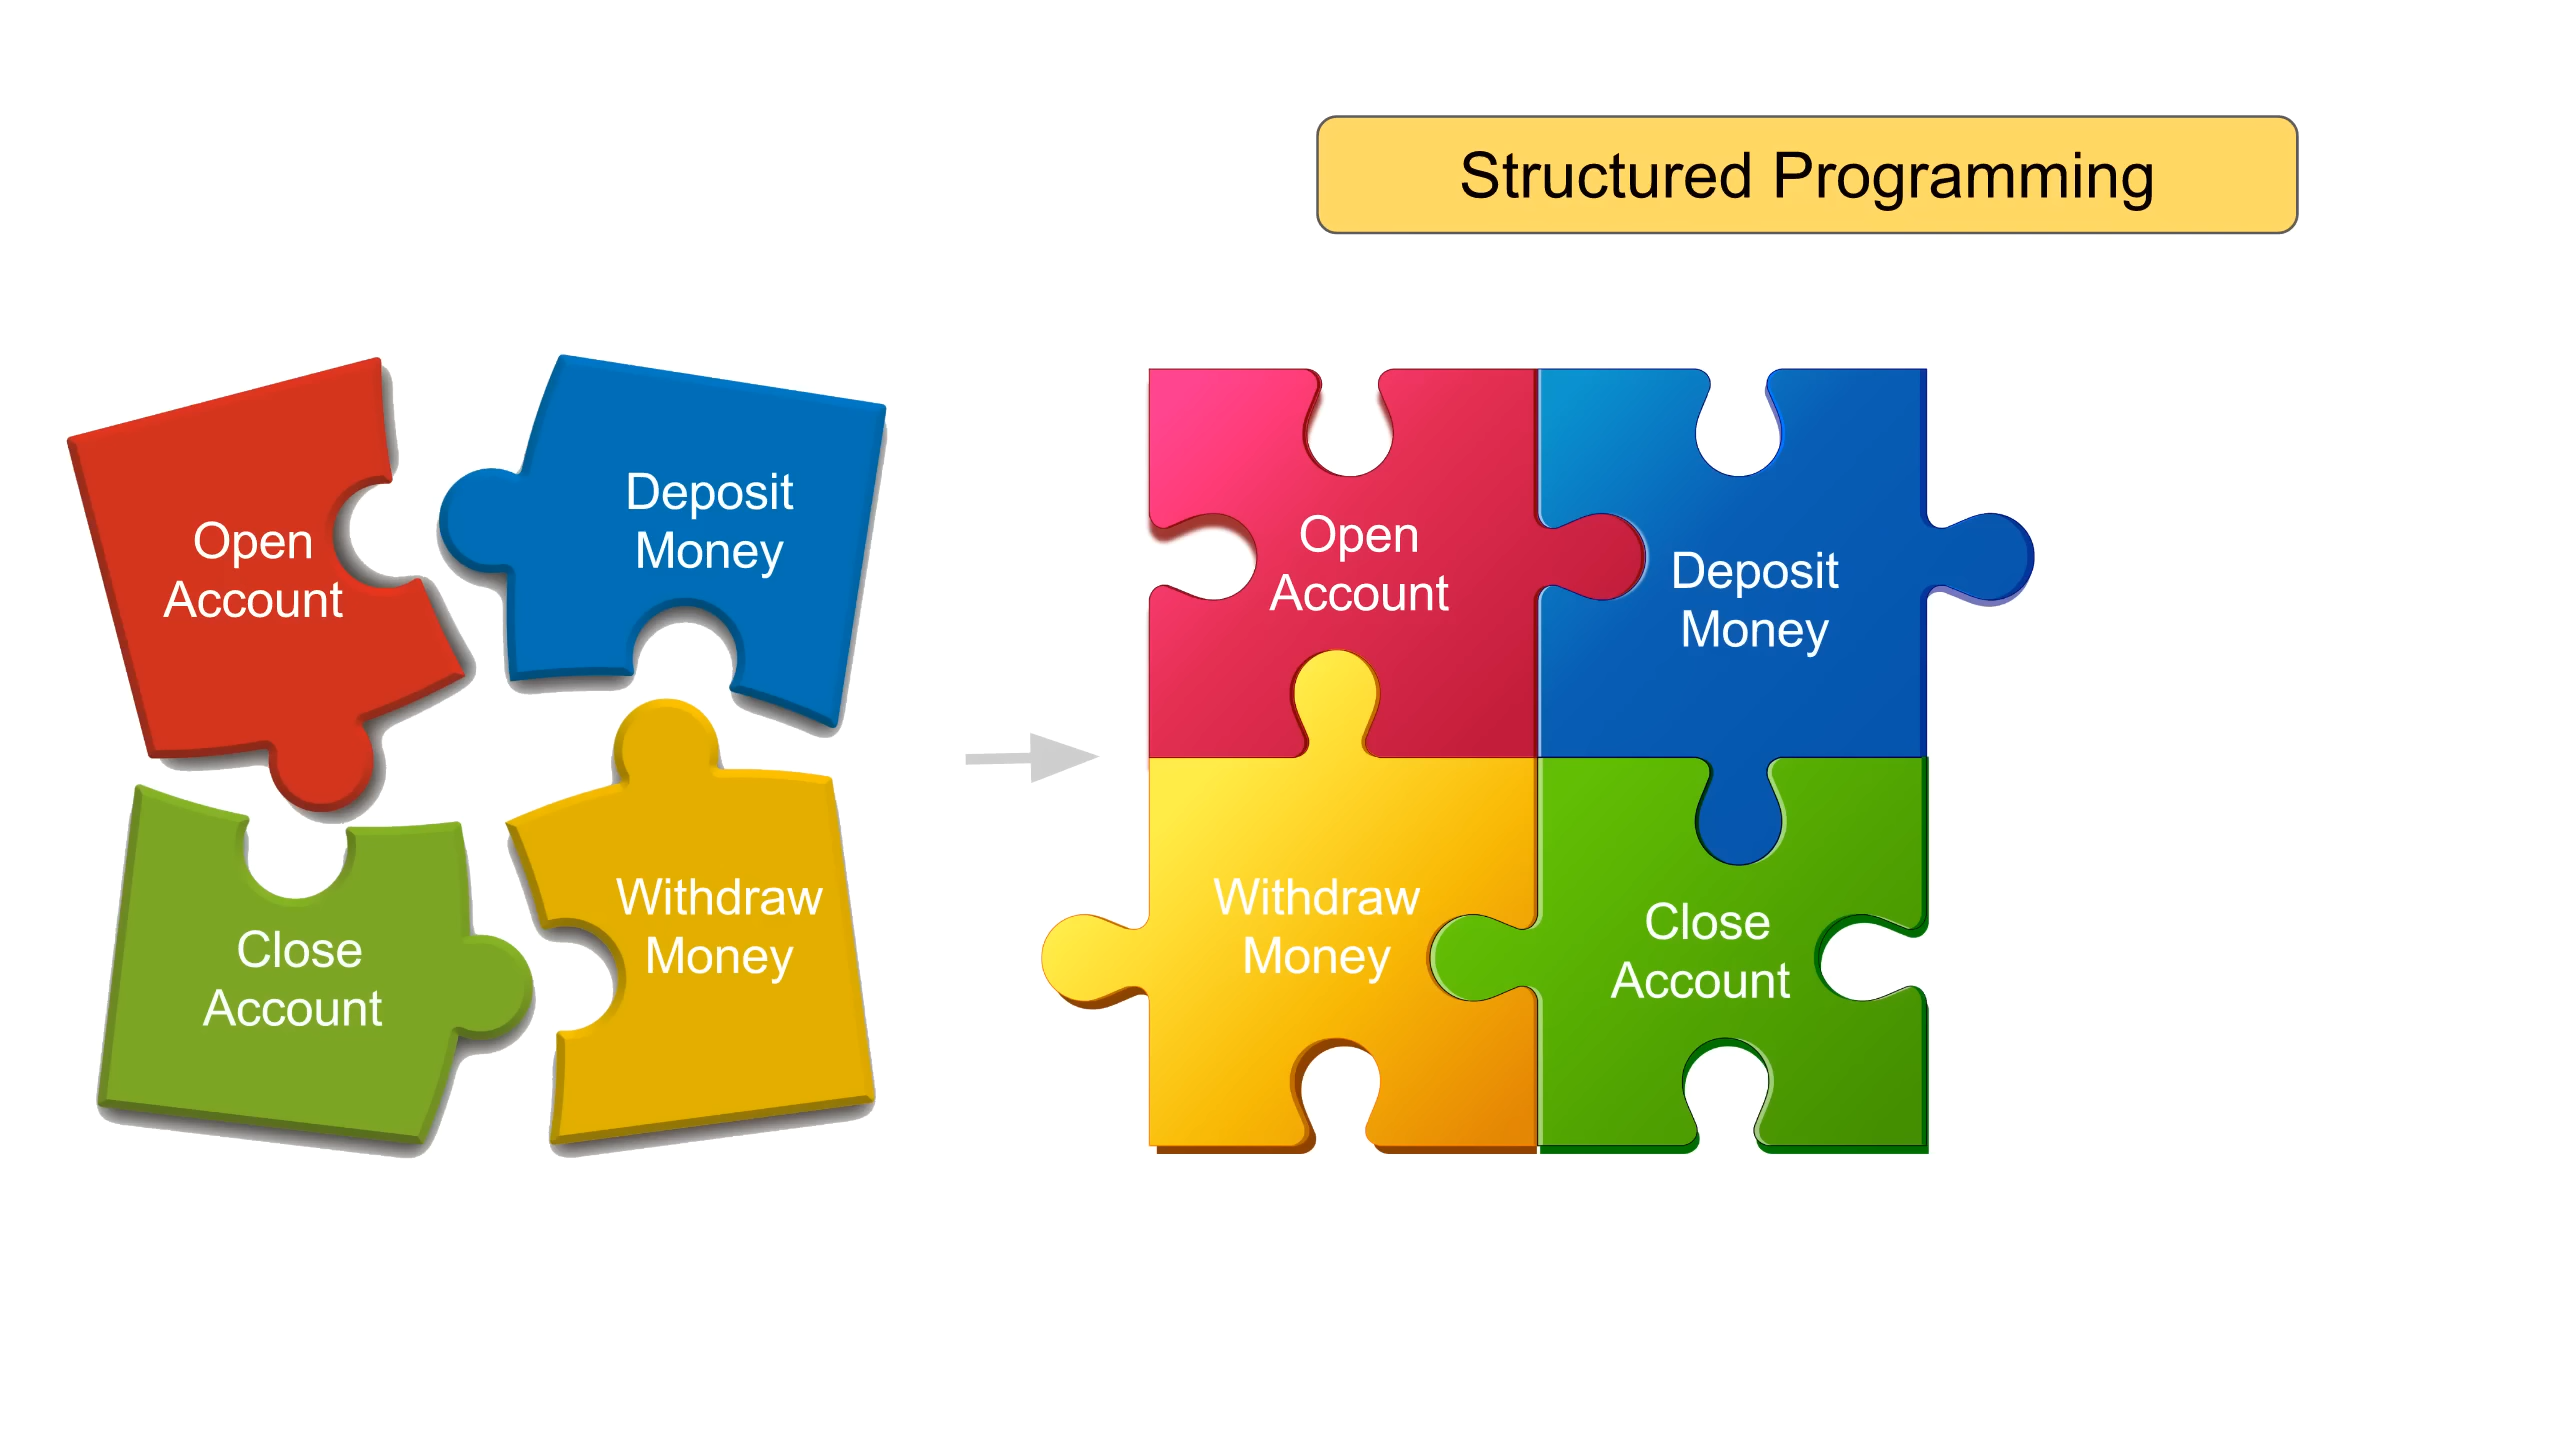 Structured Programming
Open
Account
Deposit
Money
Close
Account
Withdraw
Money
Open
Account
Deposit
Money
Withdraw
Money
Close
Account